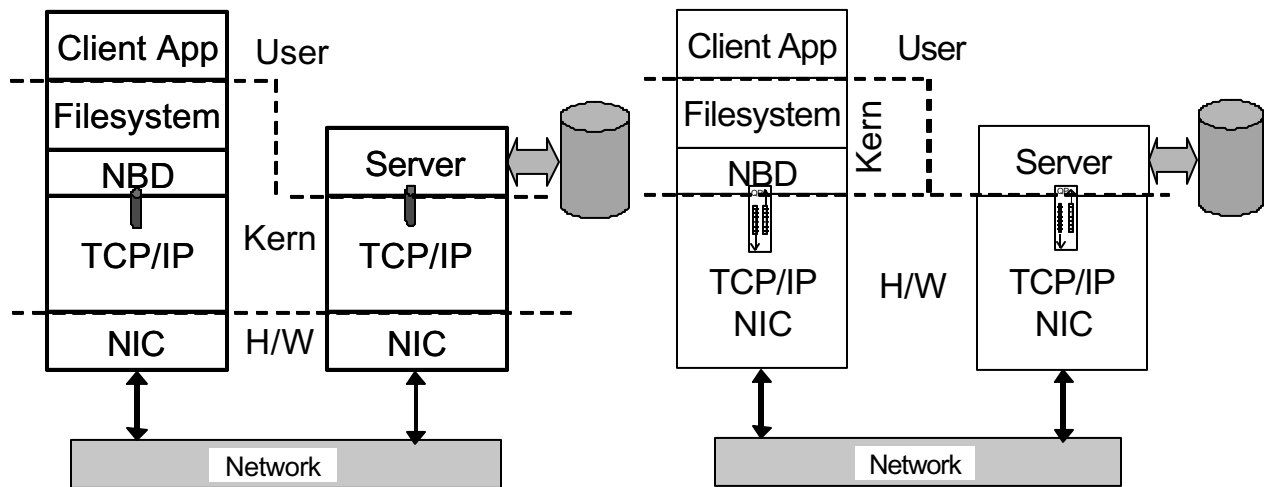 Client App
User
Filesystem
NBD
Server
Kern
TCP/IP
TCP/IP
NIC
H/W
NIC
Network
Client App
User
Filesystem
Kern
NBD
Server
TCP/IP
NIC
H/W
TCP/IP
NIC
Network